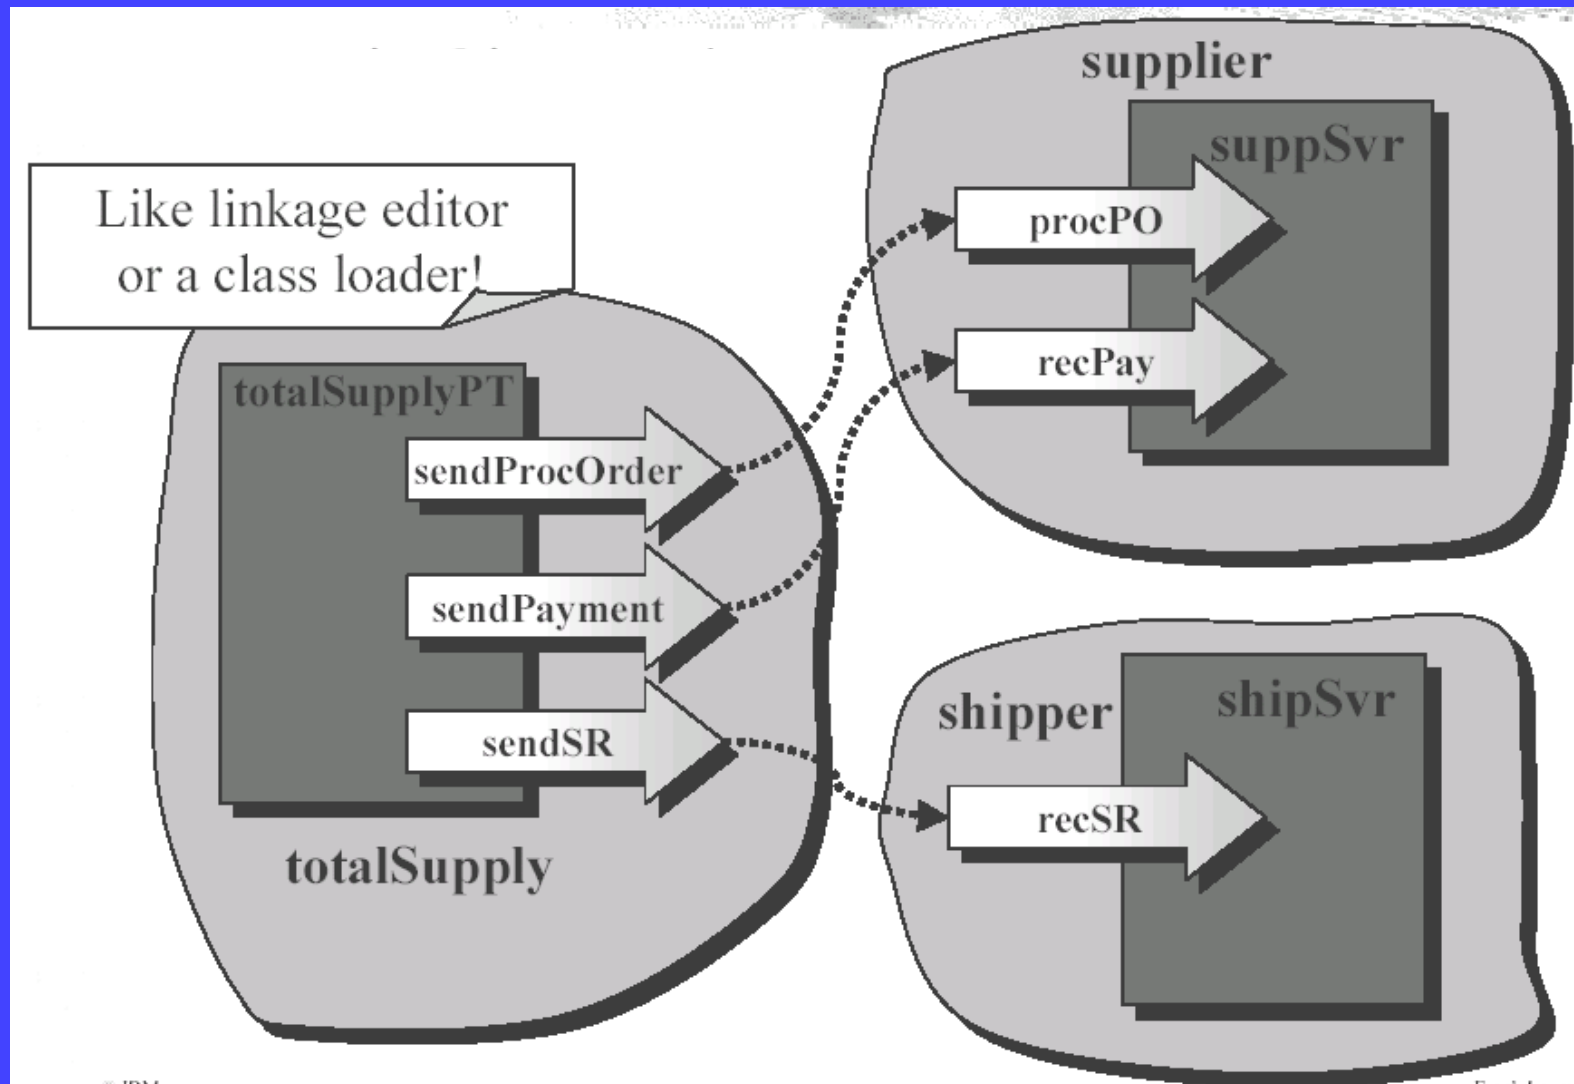 supplier
suppSvr
Like linkage editor
or a class loader!
procPO
recPay
totalSupplyPT
sendProcOrder
sendPayment
sendSR
totalSupply
shipper
shipSvr
recSR